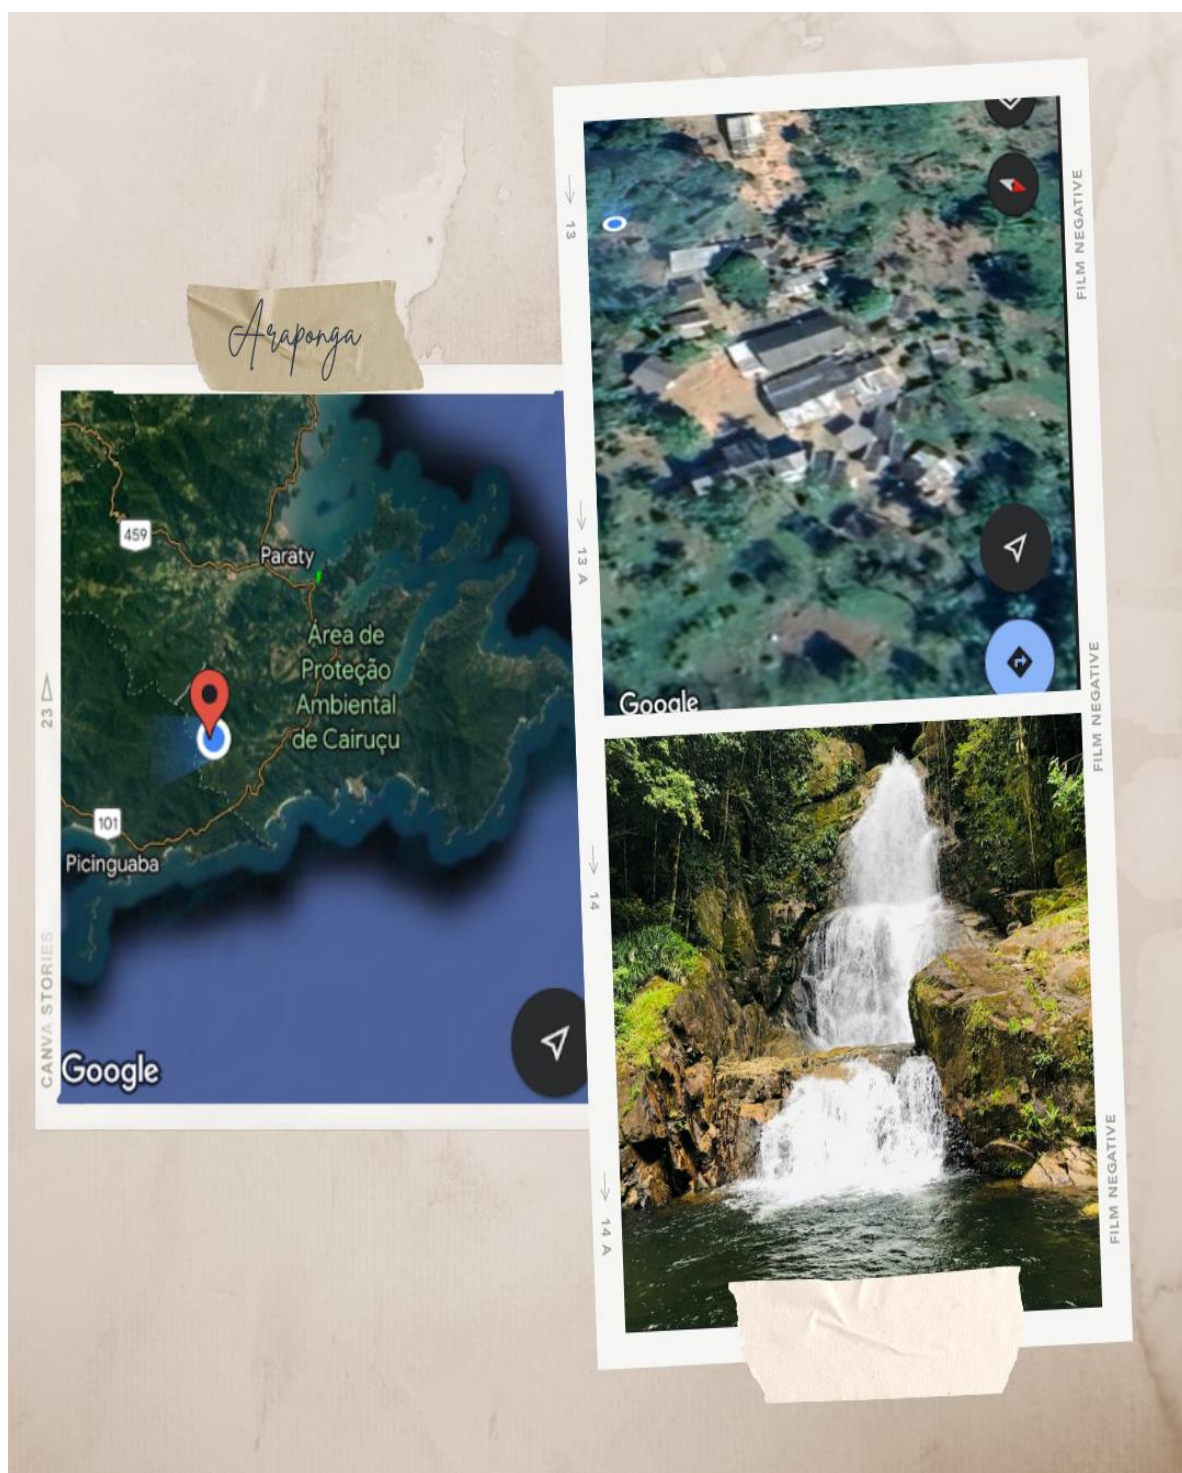 Araponga
459
Paraty
Área de
Proteção
Ambiental
de Cairuçu
101
Picinguaba
Google
CANVA STORIES
23
13
13 A
14
14 A
Google
FILM NEGATIVE
FILM NEGATIVE
FILM NEGATIVE